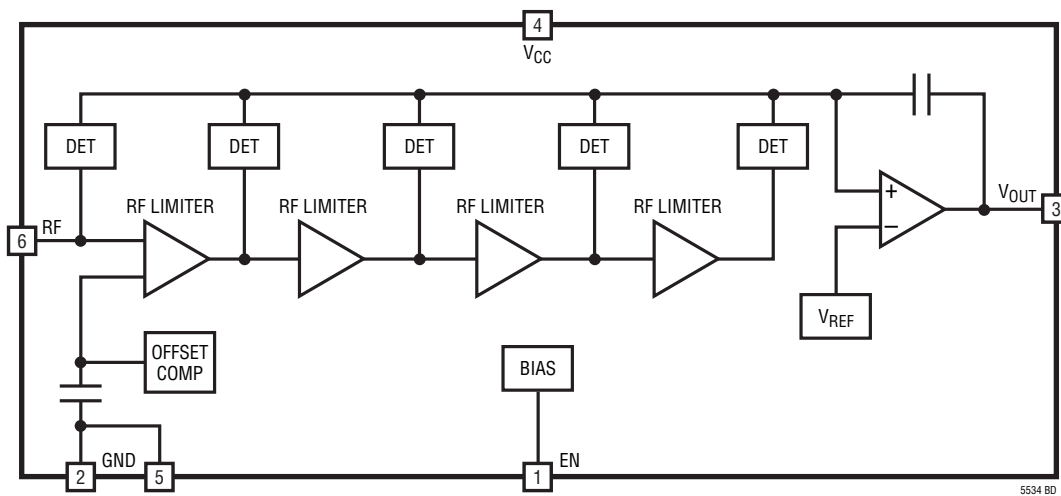 4
VCC
DET DET DET DET DET
RF LIMITER RF LIMITER RF LIMITER RF LIMITER
+
−
VOUT
3
6 RF
VREF
OFFSET
COMP
BIAS
2 GND 5
1 EN
5534 BD